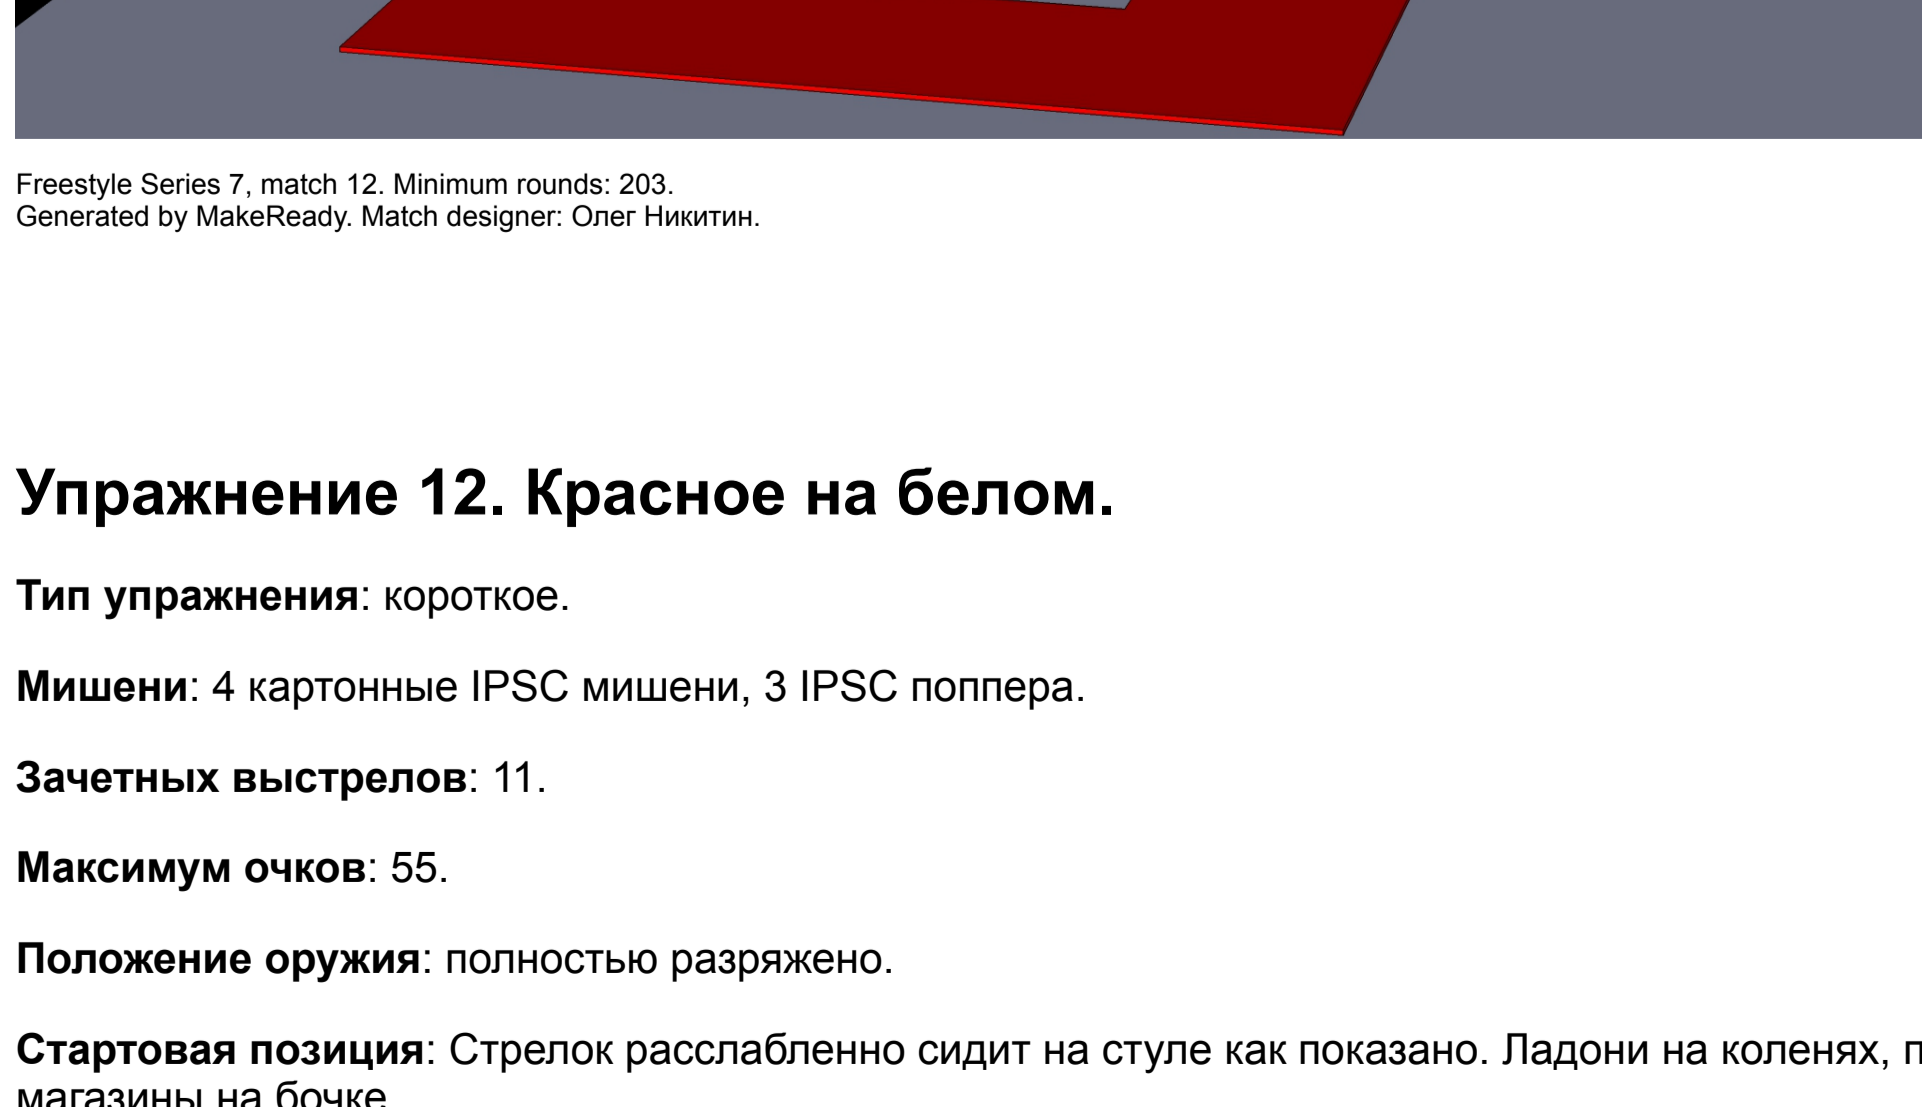 Freestyle Series 7, match 12. Minimum rounds: 203.
Generated by MakeReady. Match designer: Олег Никитин.
Упражнение 12. Красное на белом.
Тип упражнения: короткое.
Мишени: 4 картонные IPSC мишени, 3 IPSC поппера.
Зачетных выстрелов: 11.
Максимум очков: 55.
Положение оружия: полностью разряжено.
Стартовая позиция: Стрелок расслабленно сидит на стуле как показано. Ладони на коленях,
магазины на бочке